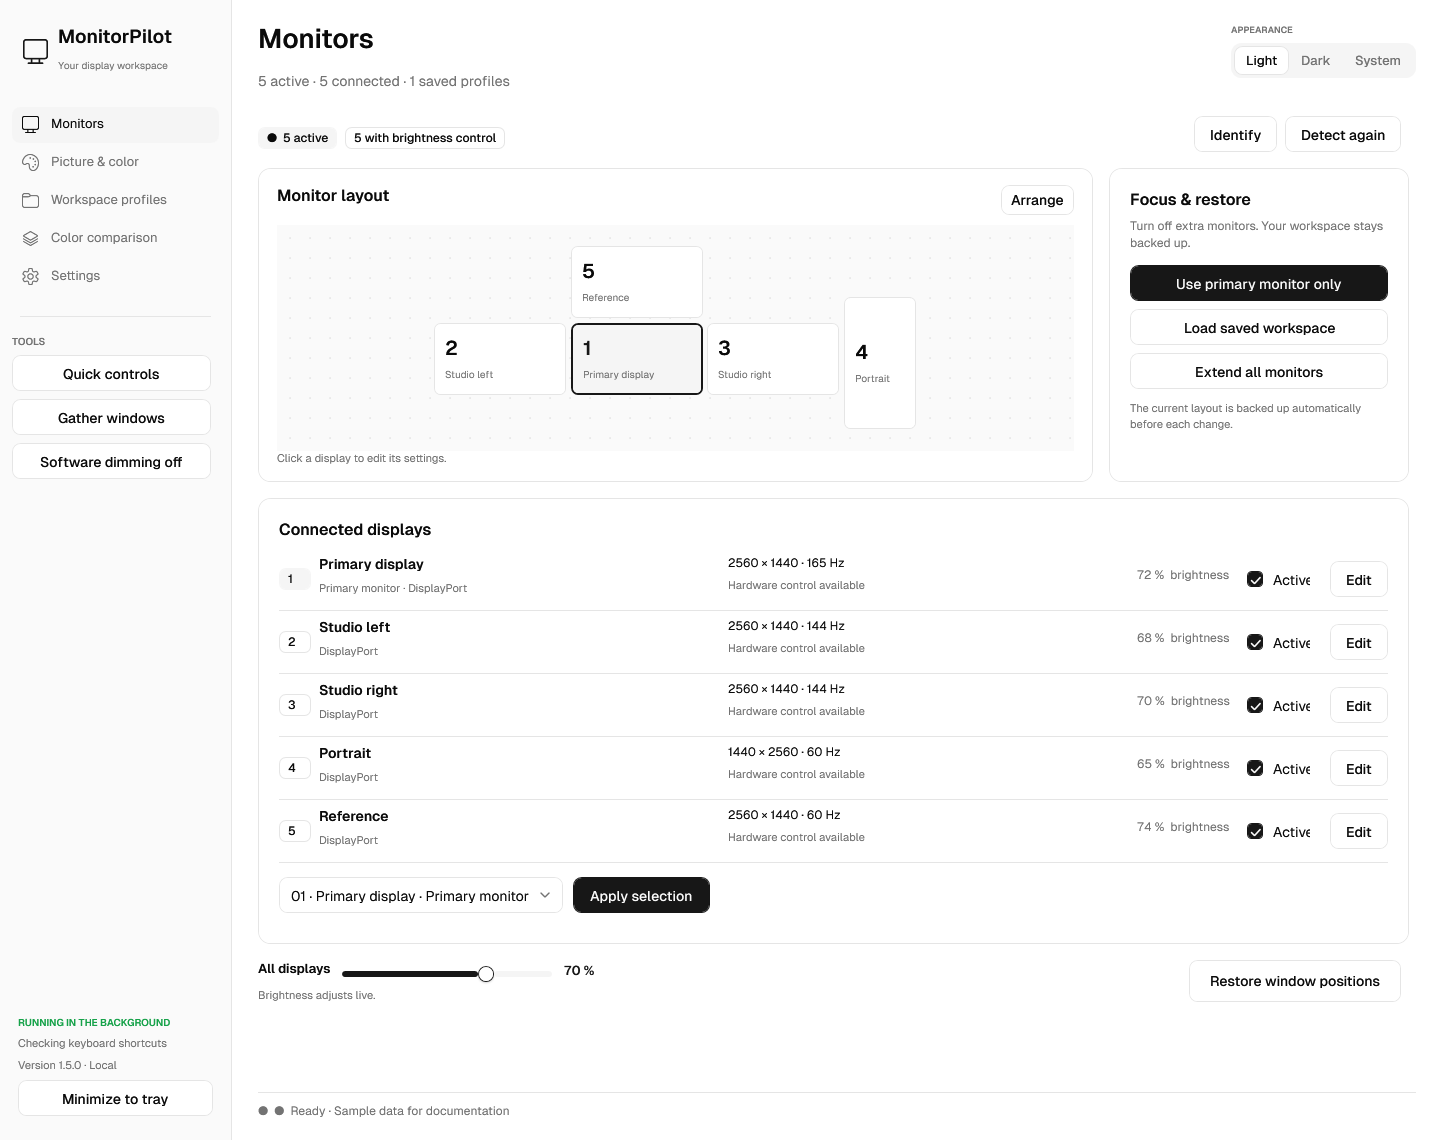 MonitorPilot
Your display workspace
Monitors
Picture & color
Workspace profiles
Color comparison
Settings
TOOLS
Quick controls
Gather windows
Software dimming off
RUNNING IN THE BACKGROUND
Checking keyboard shortcuts
Version 1.5.0 · Local
Minimize to tray
Monitors
5 active · 5 connected · 1 saved profiles
APPEARANCE
Light Dark System
5 active 5 with brightness control
Identify Detect again
Monitor layout
Arrange
5
Reference
2
Studio left
1
Primary display
3
Studio right
4
Portrait
Click a display to edit its settings.
Focus & restore
Turn off extra monitors. Your workspace stays
backed up.
Use primary monitor only
Load saved workspace
Extend all monitors
The current layout is backed up automatically
before each change.
Connected displays
1 Primary display 2560 × 1440 · 165 Hz
Primary monitor · DisplayPort Hardware control available
72 % brightness Active Edit
2 Studio left 2560 × 1440 · 144 Hz
DisplayPort Hardware control available
68 % brightness Active Edit
3 Studio right 2560 × 1440 · 144 Hz
DisplayPort Hardware control available
70 % brightness Active Edit
4 Portrait 1440 × 2560 · 60 Hz
DisplayPort Hardware control available
65 % brightness Active Edit
5 Reference 2560 × 1440 · 60 Hz
DisplayPort Hardware control available
74 % brightness Active Edit
01 · Primary display · Primary monitor Apply selection
All displays 70 %
Brightness adjusts live.
Restore window positions
Ready · Sample data for documentation